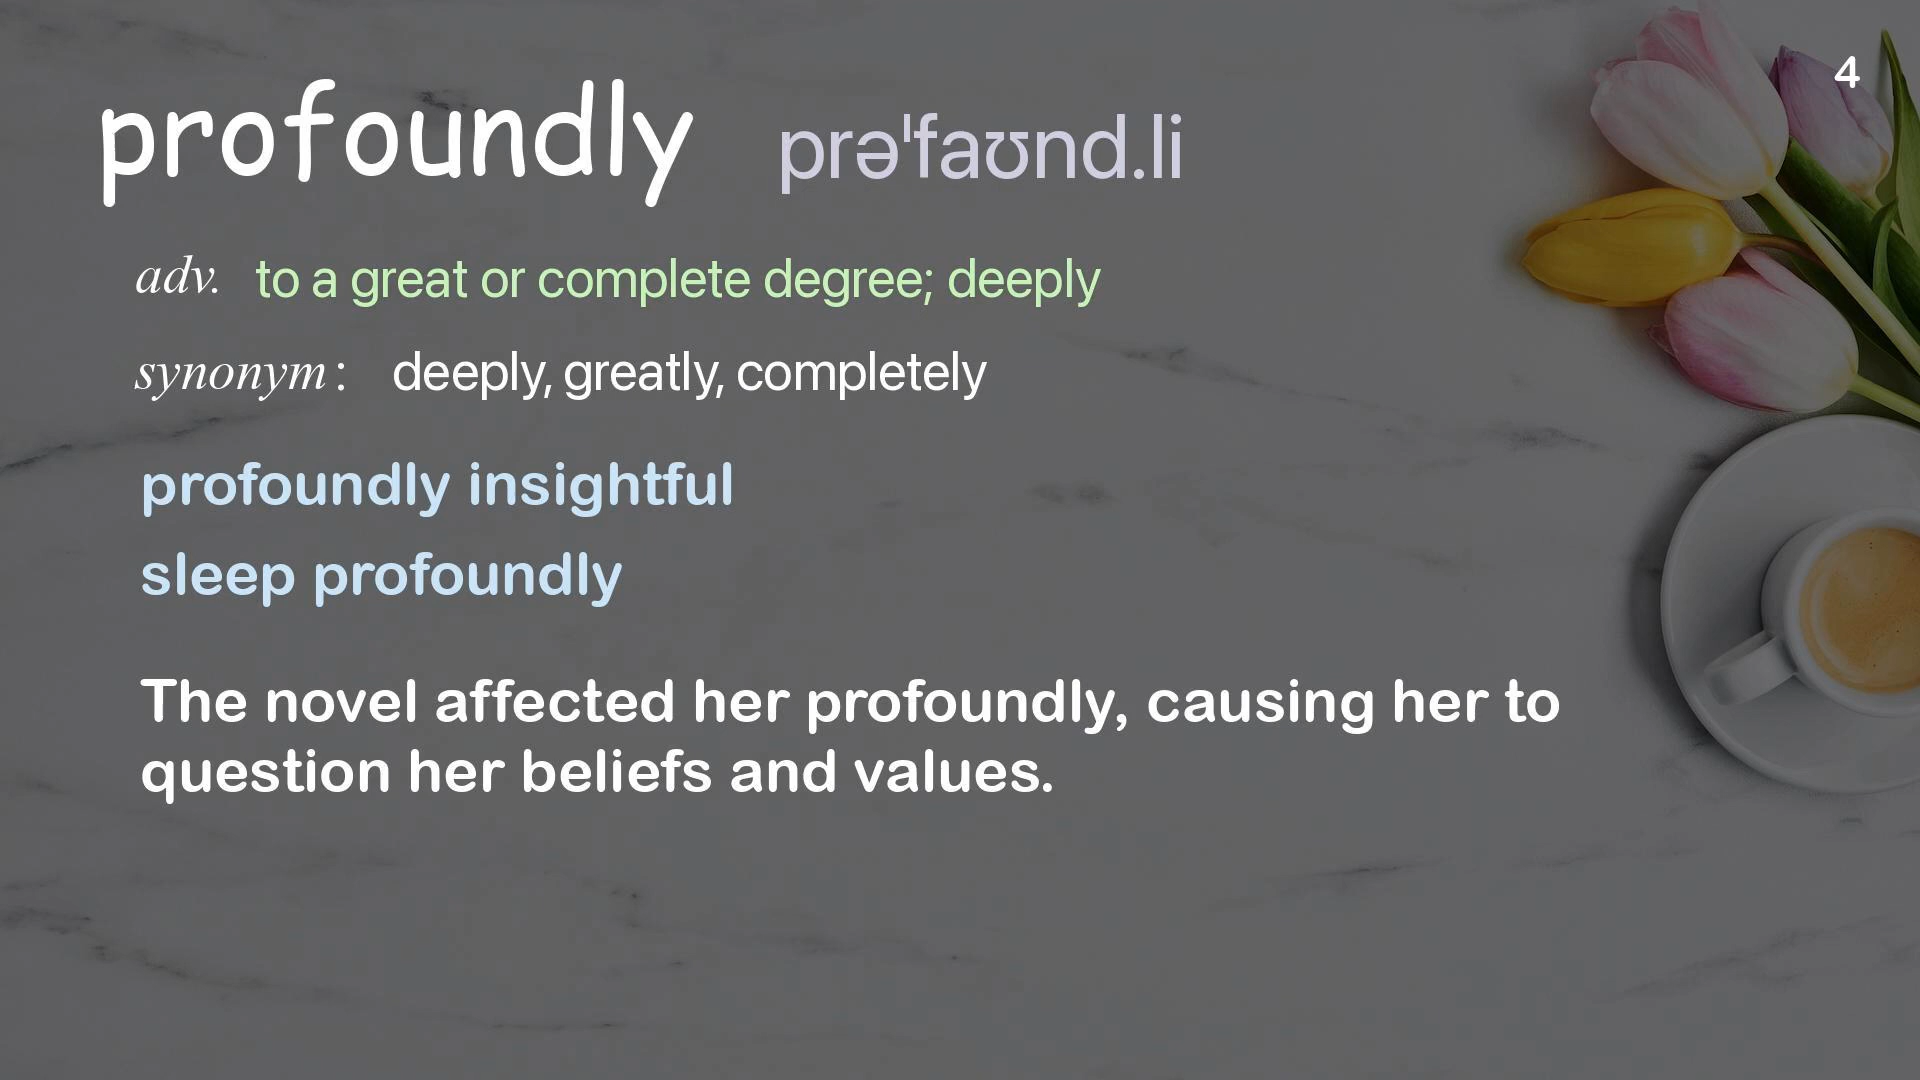 4
profoundly prəˈfaʊnd.li
adv. to a great or complete degree; deeply
synonym: deeply, greatly, completely
profoundly insightful
sleep profoundly
The novel affected her profoundly, causing her to
question her beliefs and values.